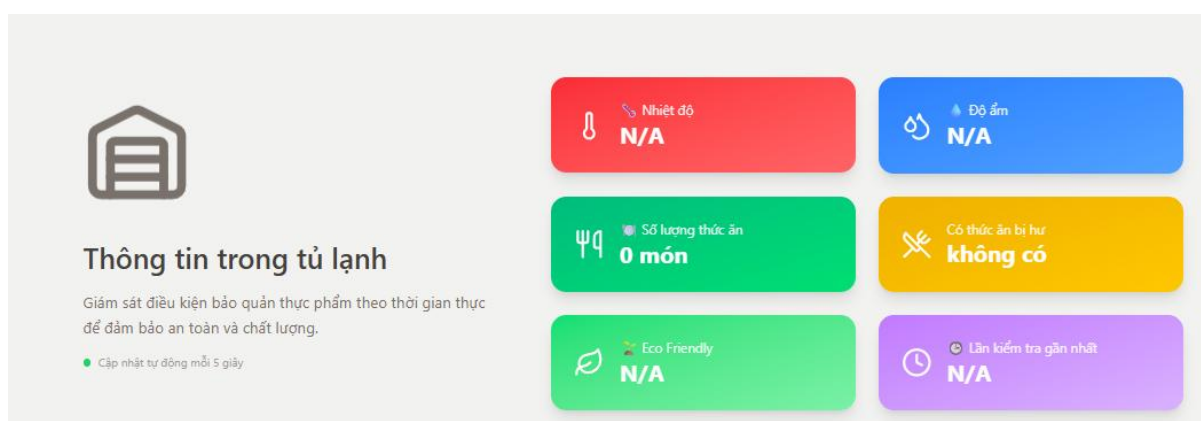 Thông tin trong tủ lạnh
Giám sát điều kiện bảo quản thực phẩm theo thời gian thực
để đảm bảo an toàn và chất lượng.
Cập nhật tự động mỗi 5 giây
Nhiệt độ
N/A
Độ ẩm
N/A
Số lượng thức ăn
0 món
Có thức ăn bị hư
không có
Eco Friendly
N/A
Lần kiểm tra gần nhất
N/A